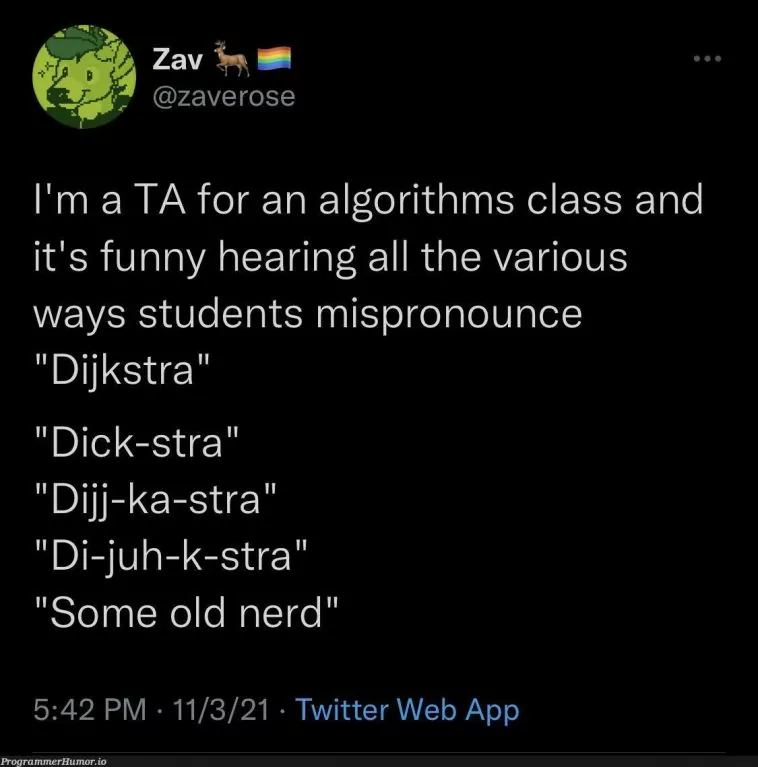 Zav 🦌🏳️‍🌈
@zaverose
I'm a TA for an algorithms class and
it's funny hearing all the various
ways students mispronounce
"Dijkstra"
"Dick-stra"
"Dijj-ka-stra"
"Di-juh-k-stra"
"Some old nerd"
5:42 PM · 11/3/21 · Twitter Web App
ProgrammerHumor.io